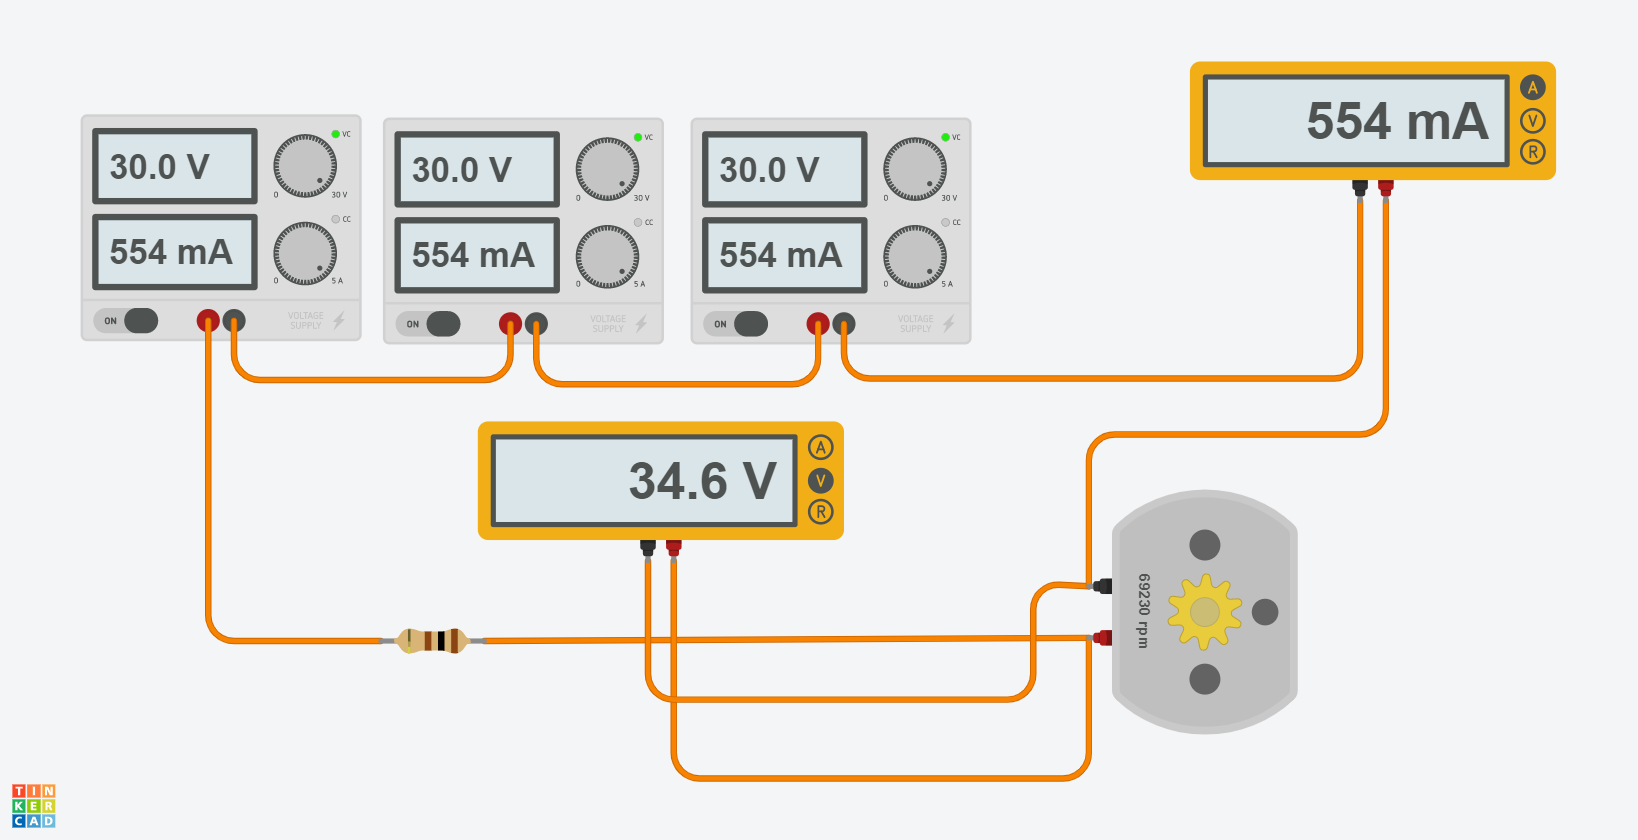 30.0 V
VC
0
30 V
554 mA
CC
0
5 A
ON
VOLTAGE
SUPPLY
30.0 V
VC
0
30 V
554 mA
CC
0
5 A
ON
VOLTAGE
SUPPLY
30.0 V
VC
0
30 V
554 mA
CC
0
5 A
ON
VOLTAGE
SUPPLY
554 mA
A
V
R
34.6 V
A
V
R
69230 rpm
TIN
KER
CAD